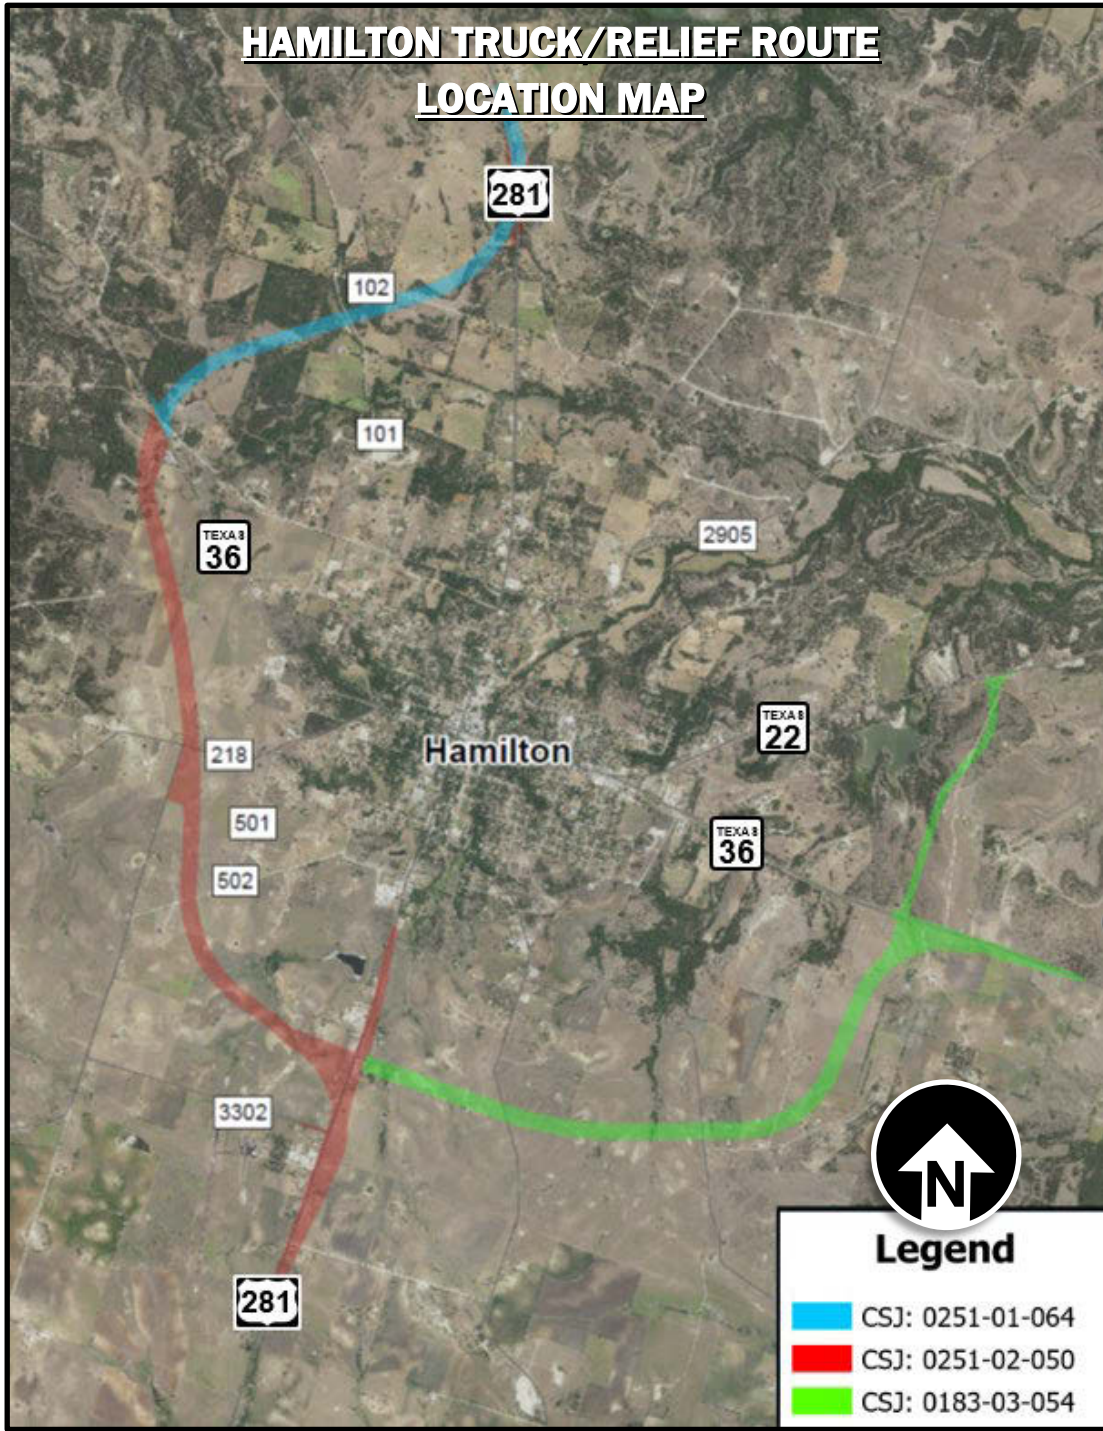 HAMILTON TRUCK/RELIEF ROUTE
LOCATION MAP
281
102
101
TEXAS
36
2905
TEXAS
22
Hamilton
218
501
TEXAS
36
502
3302
N
281
Legend
CSJ: 0251-01-064
CSJ: 0251-02-050
CSJ: 0183-03-054